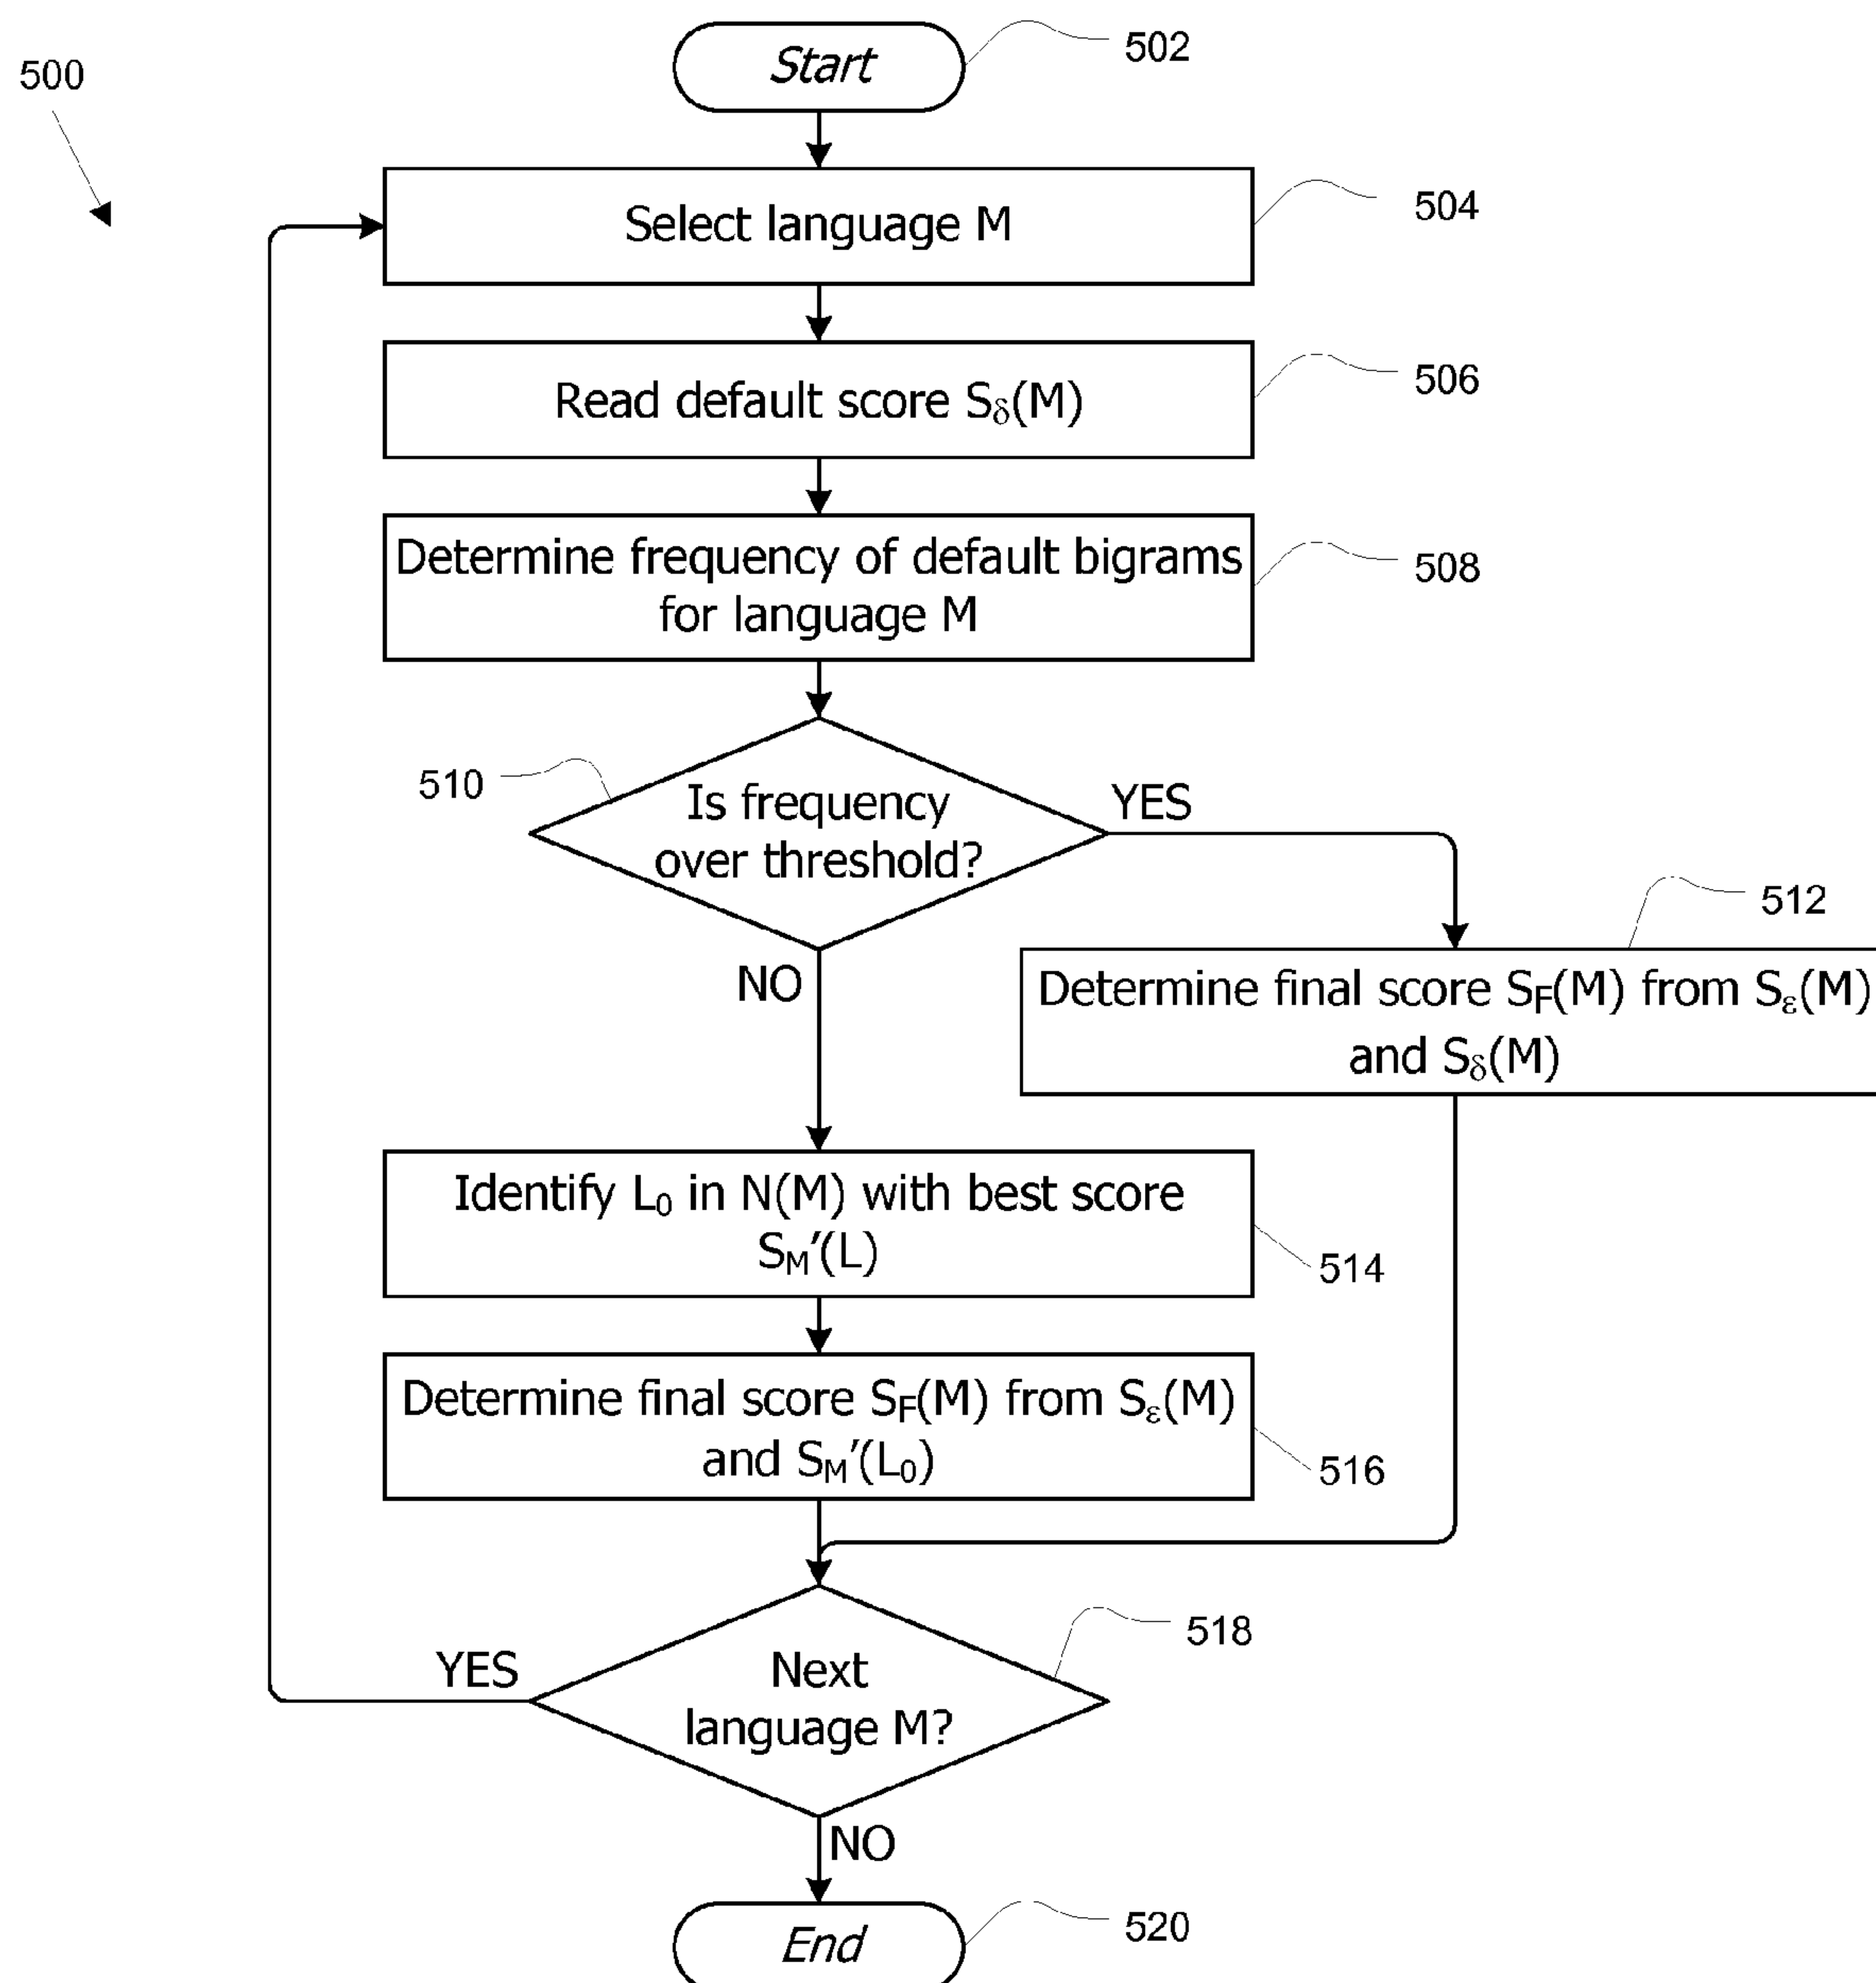 500
Start
502
Select language M
504
Read default score Sδ(M)
506
Determine frequency of default bigrams
for language M
508
510
Is frequency
over threshold?
YES
NO
512
Determine final score SF(M) from Sε(M)
and Sδ(M)
Identify L0 in N(M) with best score
SM′(L)
514
Determine final score SF(M) from Sε(M)
and SM′(L0)
516
518
YES
Next
language M?
NO
End
520